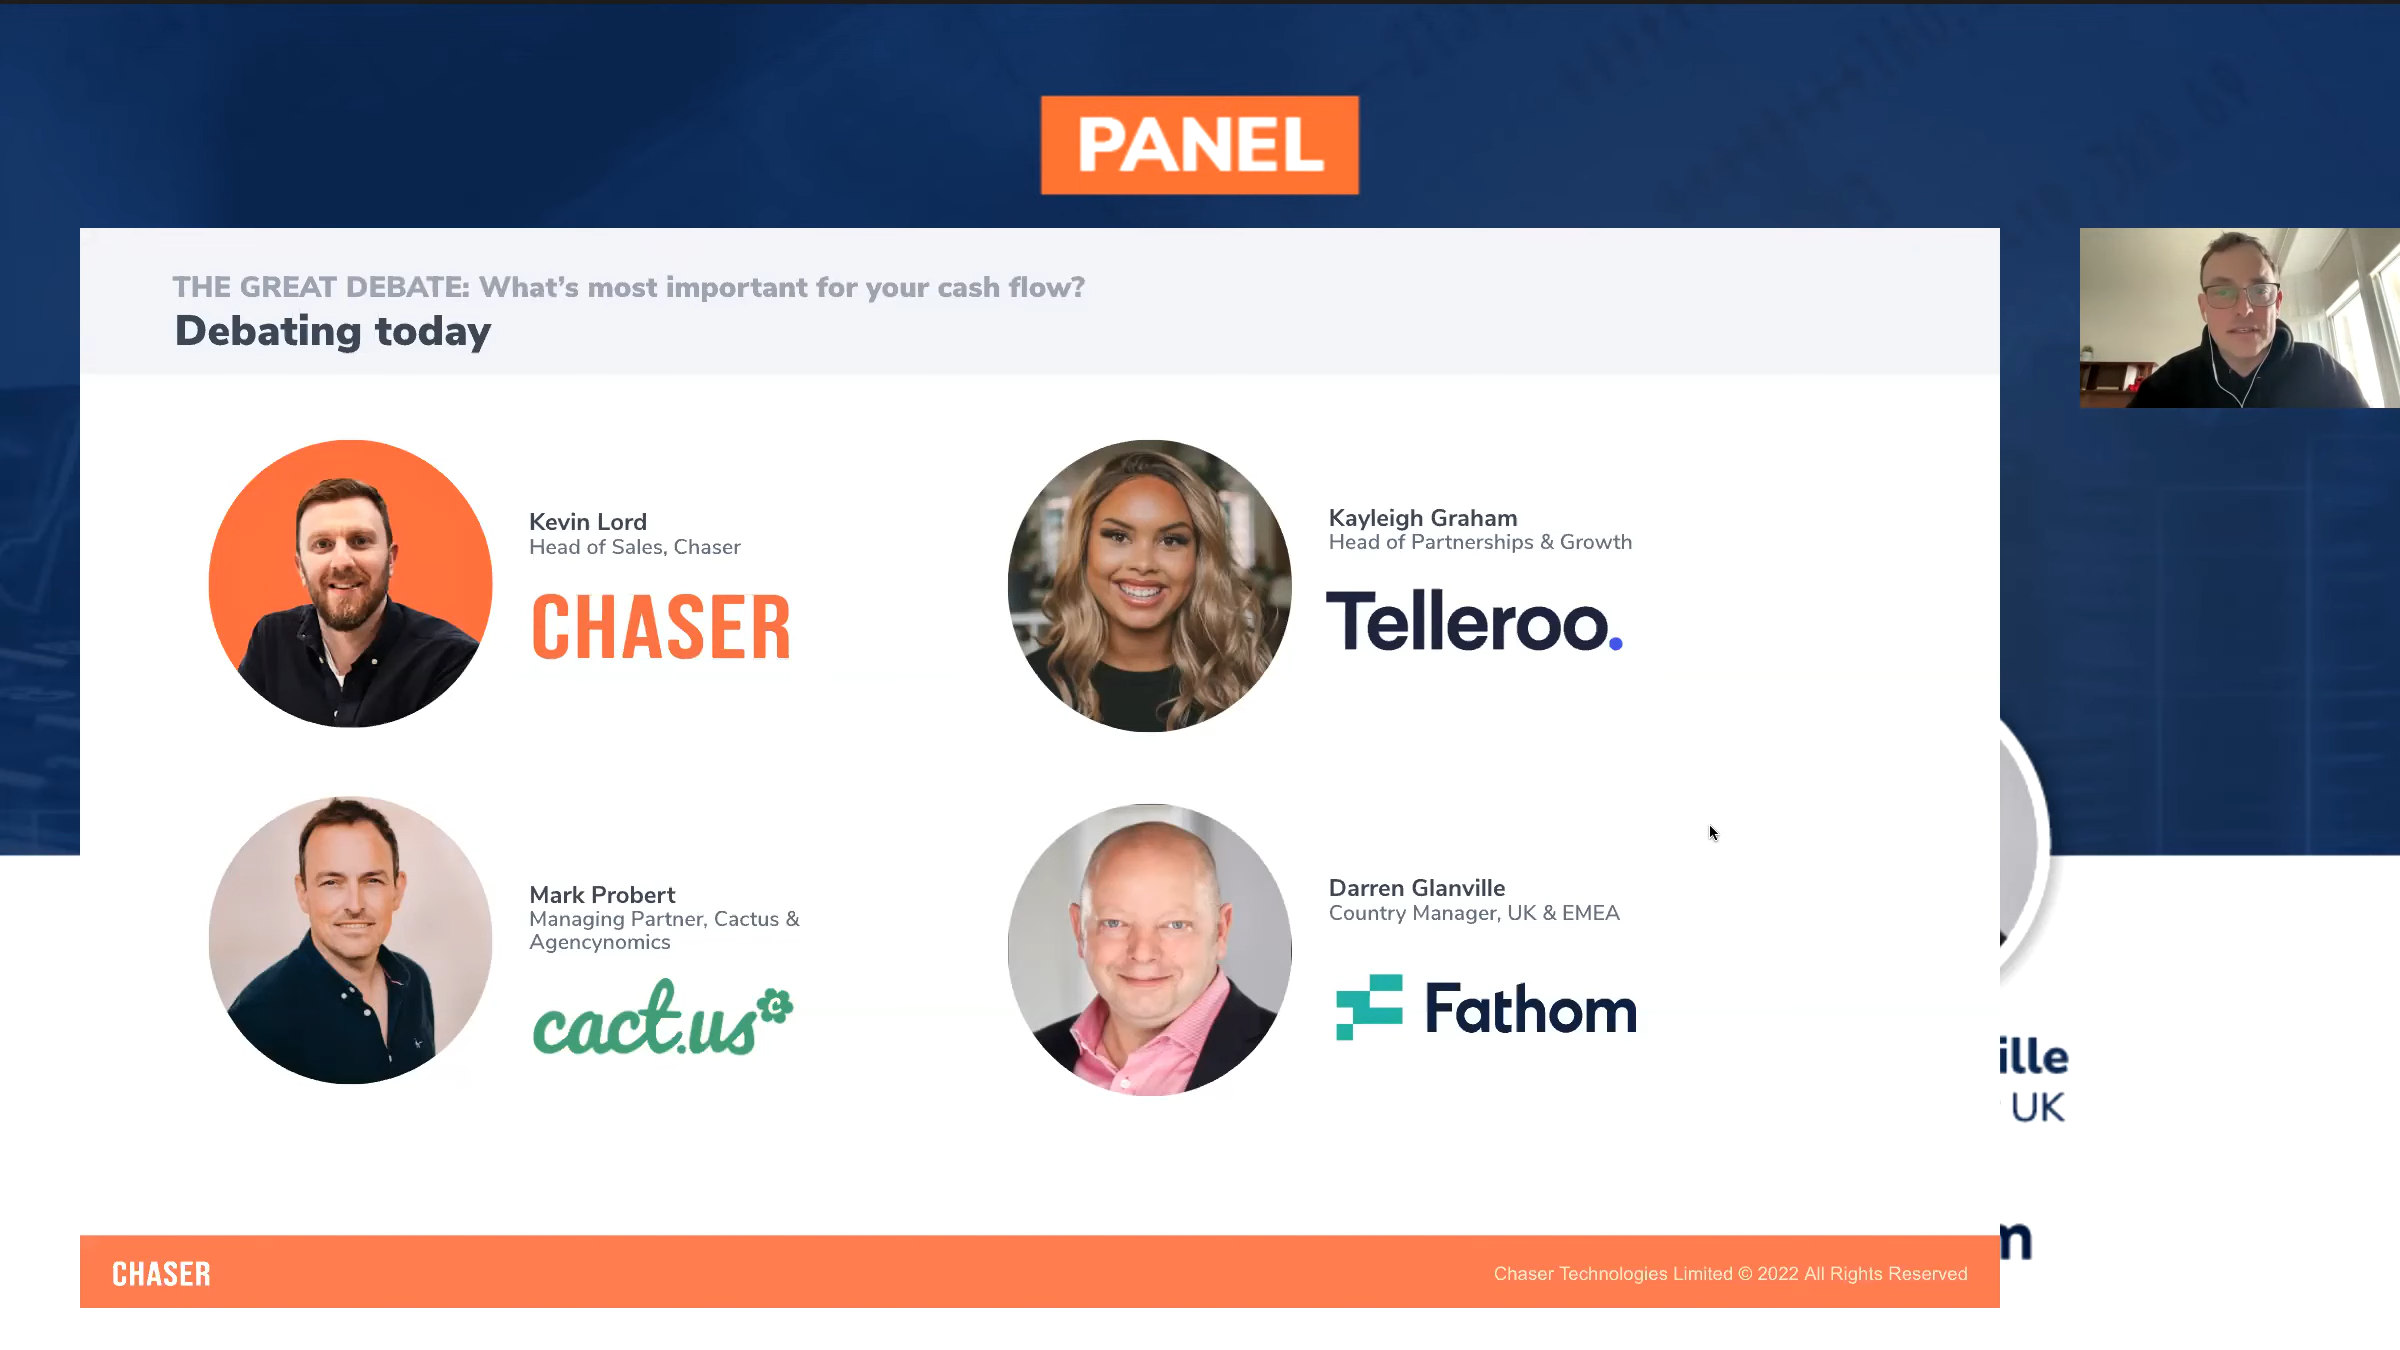 PANEL
THE GREAT DEBATE: What's most important for your cash flow?
Debating today
Kevin Lord
Head of Sales, Chaser
CHASER
Kayleigh Graham
Head of Partnerships & Growth
Telleroo.
Mark Probert
Managing Partner, Cactus &
Agencynomics
cact.us
Darren Glanville
Country Manager, UK & EMEA
Fathom
ille
UK
m
CHASER
Chaser Technologies Limited © 2022 All Rights Reserved